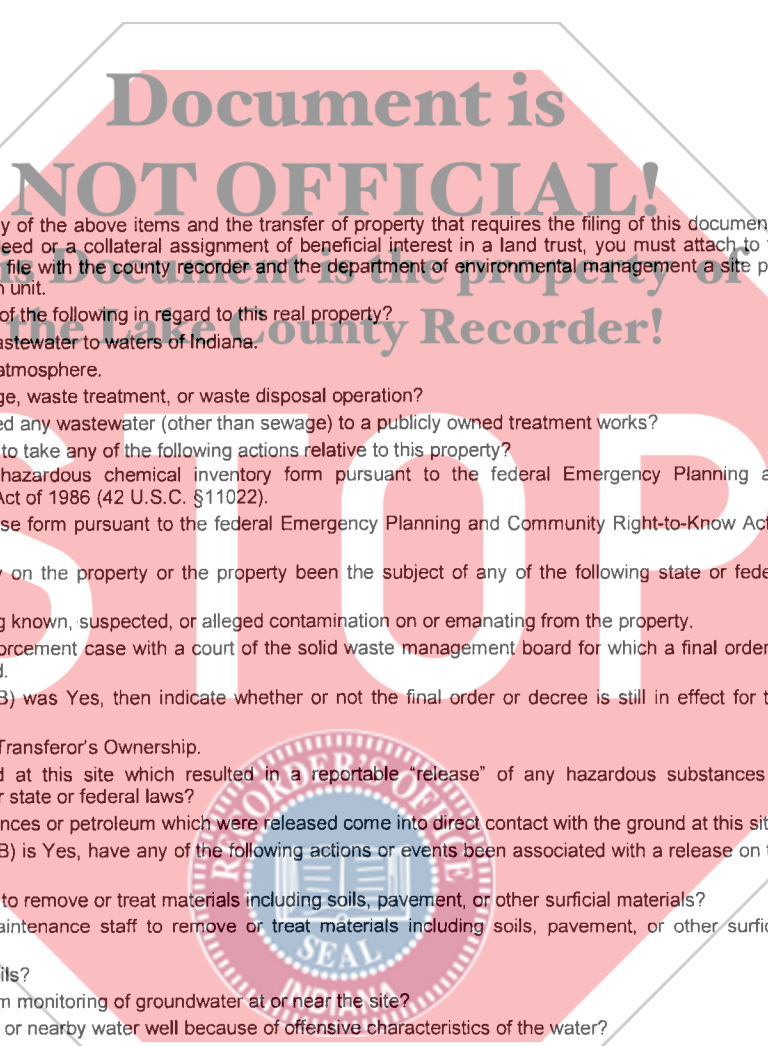 Document is
NOT OFFICIAL!
y of the above items and the transfer of property that requires the filing of this documen
eed or a collateral assignment of beneficial interest in a land trust, you must attach to
file with the county recorder and the department of environmental management a site p
s Document is the property of
unit.
of the following in regard to this real property?
the Lake County Recorder!
astewater to waters of Indiana.
atmosphere.
ge, waste treatment, or waste disposal operation?
ed any wastewater (other than sewage) to a publicly owned treatment works?
to take any of the following actions relative to this property?
hazardous chemical inventory form pursuant to the federal Emergency Planning a
Act of 1986 (42 U.S.C. §11022).
se form pursuant to the federal Emergency Planning and Community Right-to-Know Act
STOP
y on the property or the property been the subject of any of the following state or fede
g known, suspected, or alleged contamination on or emanating from the property.
orcement case with a court of the solid waste management board for which a final order
d.
B) was Yes, then indicate whether or not the final order or decree is still in effect for t
Transferor's Ownership.
d at this site which resulted in a reportable “release” of any hazardous substances
r state or federal laws?
nces or petroleum which were released come into direct contact with the ground at this sit
B) is Yes, have any of the following actions or events been associated with a release on t
to remove or treat materials including soils, pavement, or other surficial materials?
aintenance staff to remove or treat materials including soils, pavement, or other surfic
ils?
m monitoring of groundwater at or near the site?
or nearby water well because of offensive characteristics of the water?
RECORDER'S OFFICE
SEAL
INDIANA